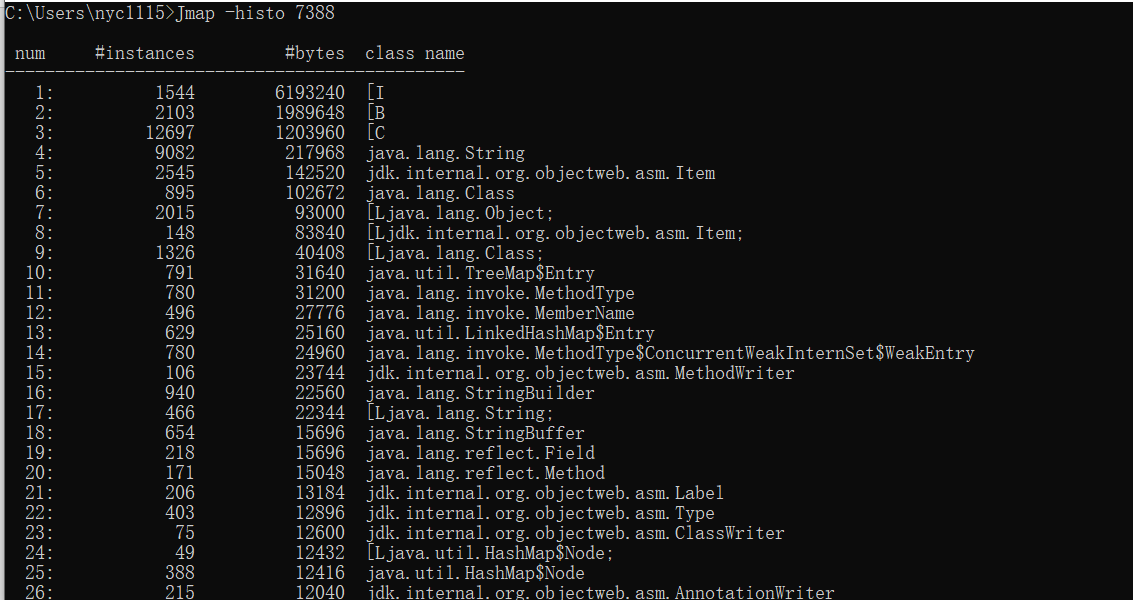 C:\Users\nycl115>Jmap -histo 7388
num #instances #bytes class name
----------------------------------------------
1: 1544 6193240 [I
2: 2103 1989648 [B
3: 12697 1203960 [C
4: 9082 217968 java.lang.String
5: 2545 142520 jdk.internal.org.objectweb.asm.Item
6: 895 102672 java.lang.Class
7: 2015 93000 [Ljava.lang.Object;
8: 148 83840 [Ljdk.internal.org.objectweb.asm.Item;
9: 1326 40408 [Ljava.lang.Class;
10: 791 31640 java.util.TreeMap$Entry
11: 780 31200 java.lang.invoke.MethodType
12: 496 27776 java.lang.invoke.MemberName
13: 629 25160 java.util.LinkedHashMap$Entry
14: 780 24960 java.lang.invoke.MethodType$ConcurrentWeakInternSet$WeakEntry
15: 106 23744 jdk.internal.org.objectweb.asm.MethodWriter
16: 940 22560 java.lang.StringBuilder
17: 466 22344 [Ljava.lang.String;
18: 654 15696 java.lang.StringBuffer
19: 218 15696 java.lang.reflect.Field
20: 171 15048 java.lang.reflect.Method
21: 206 13184 jdk.internal.org.objectweb.asm.Label
22: 403 12896 jdk.internal.org.objectweb.asm.Type
23: 75 12600 jdk.internal.org.objectweb.asm.ClassWriter
24: 49 12432 [Ljava.util.HashMap$Node;
25: 388 12416 java.util.HashMap$Node
26: 215 12040 jdk.internal.org.objectweb.asm.AnnotationWriter